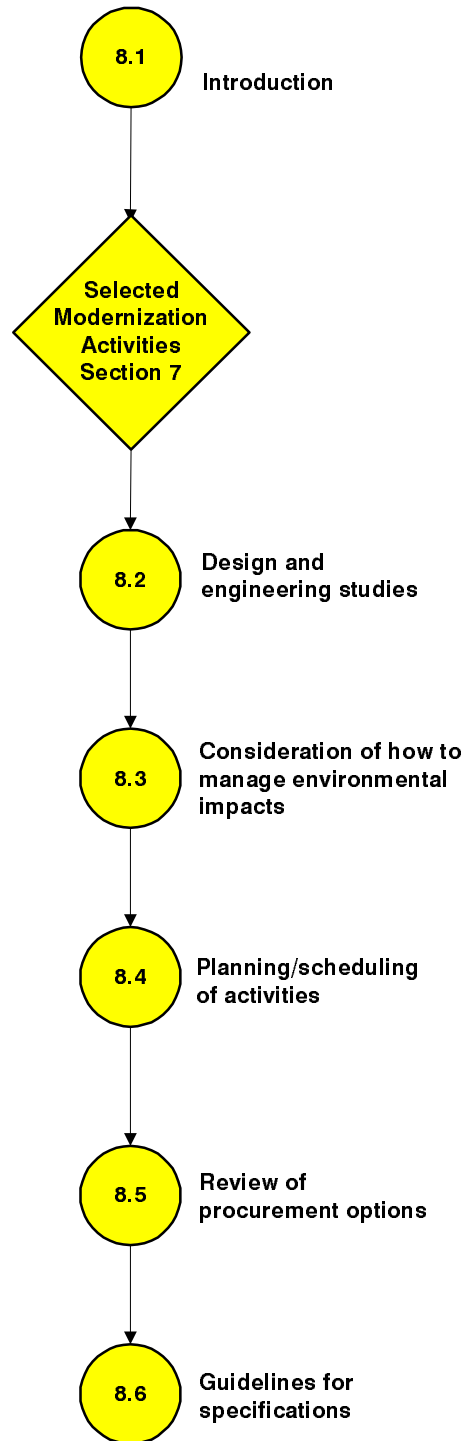 8.1
Introduction
Selected
Modernization
Activities
Section 7
8.2
Design and
engineering studies
8.3
Consideration of how to
manage environmental
impacts
8.4
Planning/scheduling
of activities
8.5
Review of
procurement options
8.6
Guidelines for
specifications